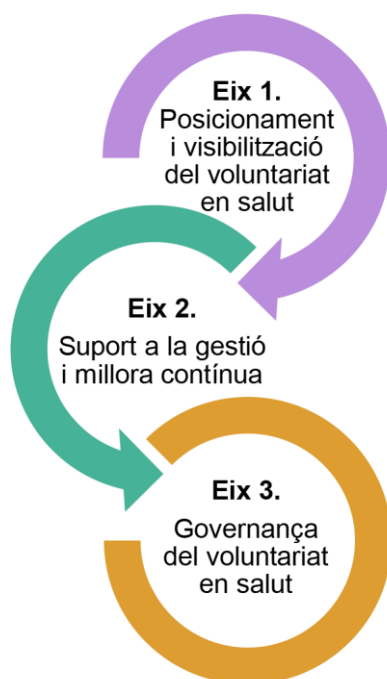 Eix 1.
Posicionament
i visibilització
del voluntariat
en salut
Eix 2.
Suport a la gestió
i millora contínua
Eix 3.
Governança
del voluntariat
en salut